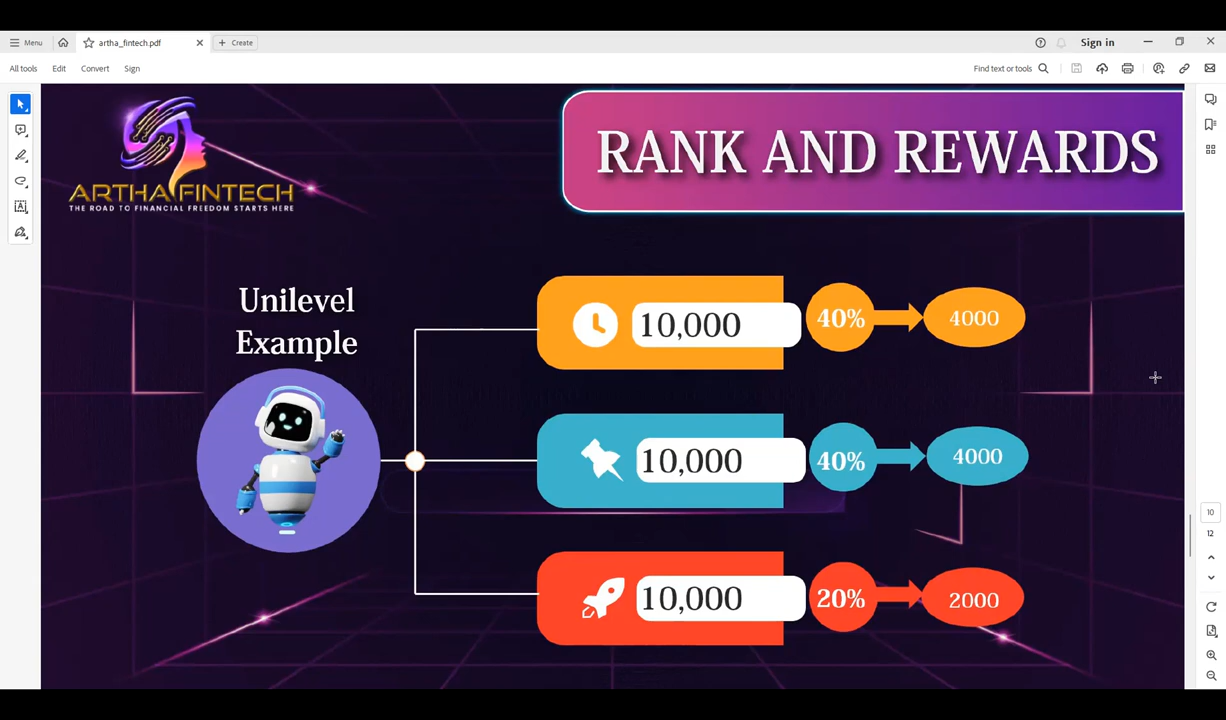 Menu
artha_fintech.pdf
Create
Sign in
All tools
Edit
Convert
Sign
Find text or tools
ARTHA FINTECH
THE ROAD TO FINANCIAL FREEDOM STARTS HERE
RANK AND REWARDS
Unilevel
Example
10,000
40%
4000
10,000
40%
4000
10,000
20%
2000
10
12